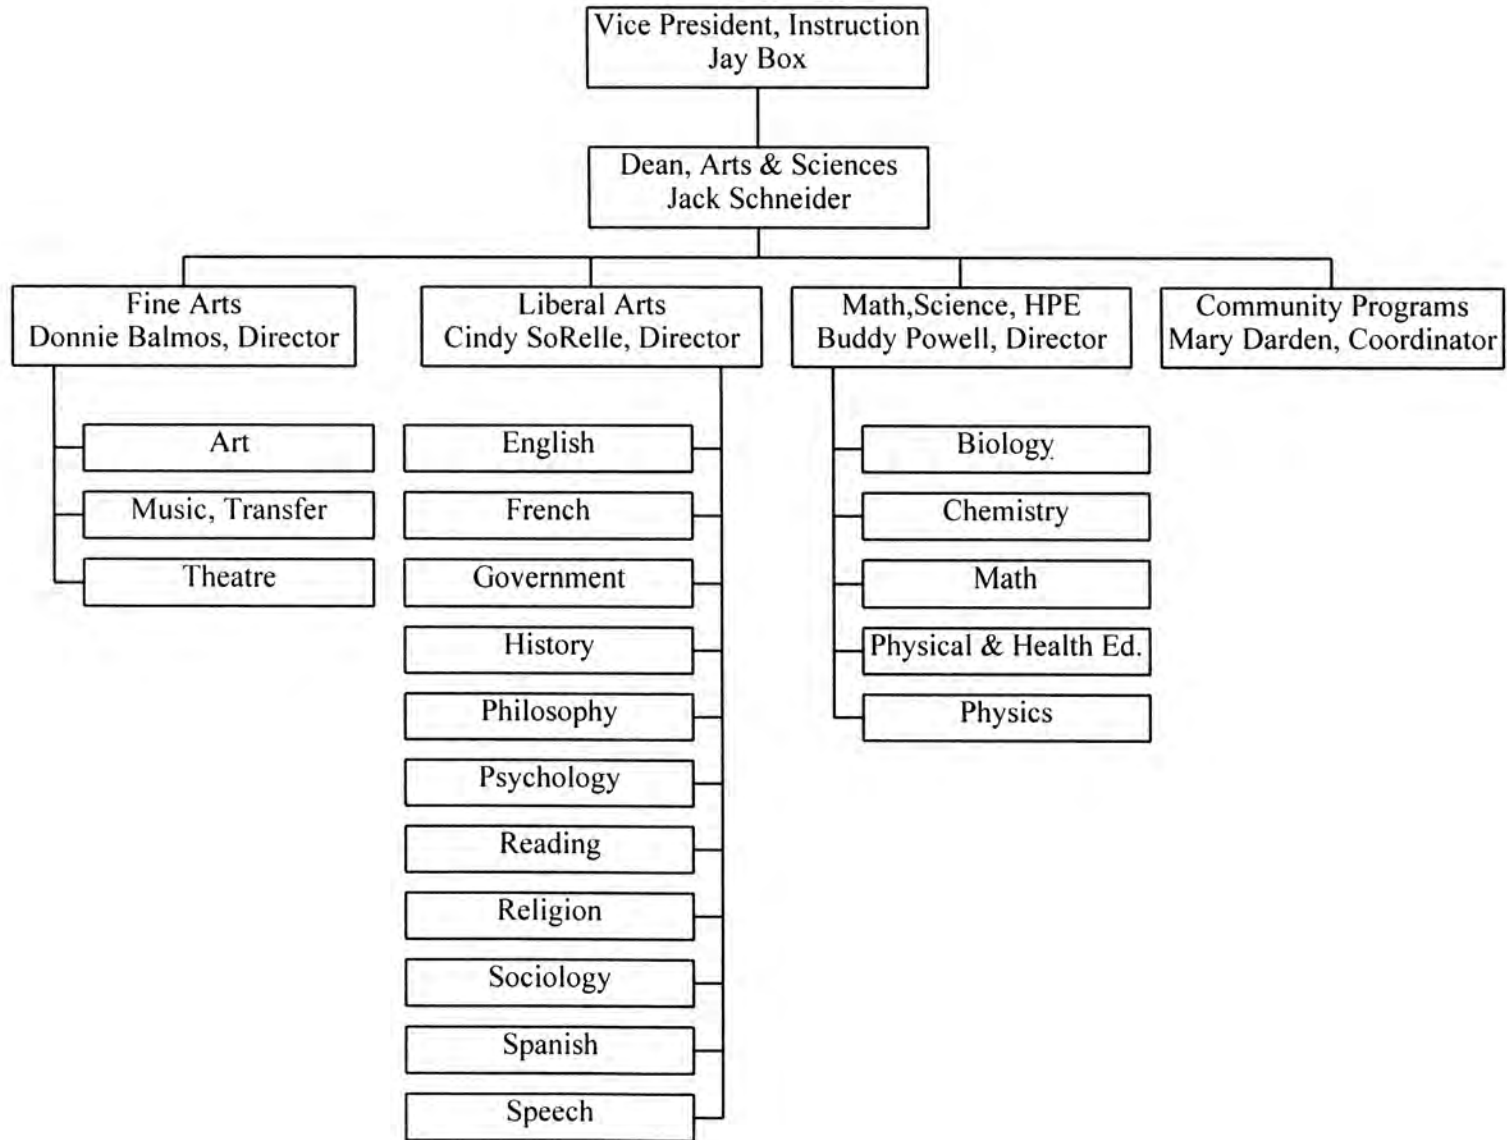 Vice President, Instruction
Jay Box
Dean, Arts & Sciences
Jack Schneider
Fine Arts
Donnie Balmos, Director
Liberal Arts
Cindy SoRelle, Director
Math,Science, HPE
Buddy Powell, Director
Community Programs
Mary Darden, Coordinator
Art
Music, Transfer
Theatre
English
French
Government
History
Philosophy
Psychology
Reading
Religion
Sociology
Spanish
Speech
Biology
Chemistry
Math
Physical & Health Ed.
Physics